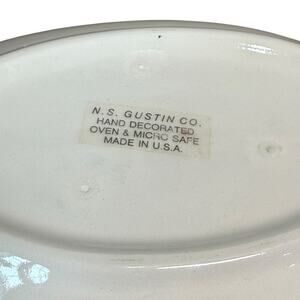 N. S. GUSTIN CO.
HAND DECORATED
OVEN & MICRO SAFE
MADE IN U.S.A.